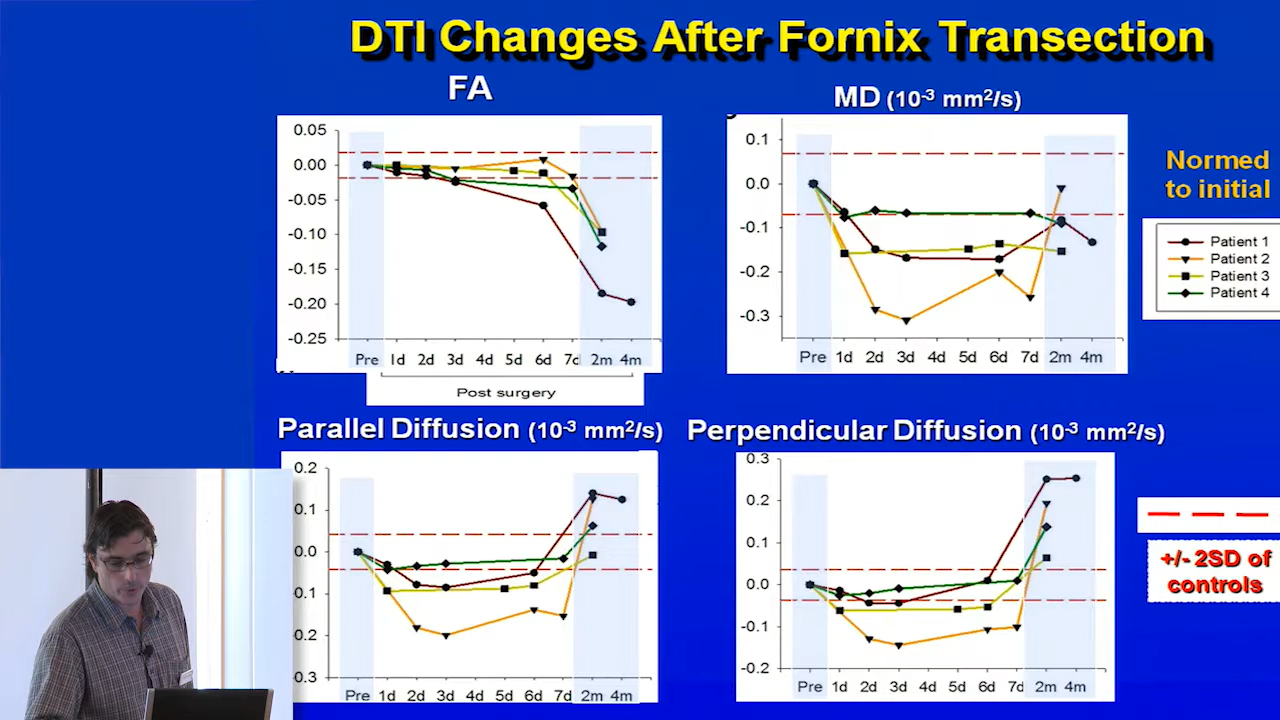 DTI Changes After Fornix Transection
FA
0.05
0.00
-0.05
-0.10
-0.15
-0.20
-0.25
Pre 1d 2d 3d 4d 5d 6d 7d 2m 4m
Post surgery
MD (10-3 mm2/s)
0.1
0.0
-0.1
-0.2
-0.3
Pre 1d 2d 3d 4d 5d 6d 7d 2m 4m
Normed
to initial
Patient 1
Patient 2
Patient 3
Patient 4
Parallel Diffusion (10-3 mm2/s)
0.2
0.1
0.0
0.1
0.2
0.3
Pre 1d 2d 3d 4d 5d 6d 7d 2m 4m
Perpendicular Diffusion (10-3 mm2/s)
0.3
0.2
0.1
0.0
-0.1
-0.2
Pre 1d 2d 3d 4d 5d 6d 7d 2m 4m
+/- 2SD of
controls